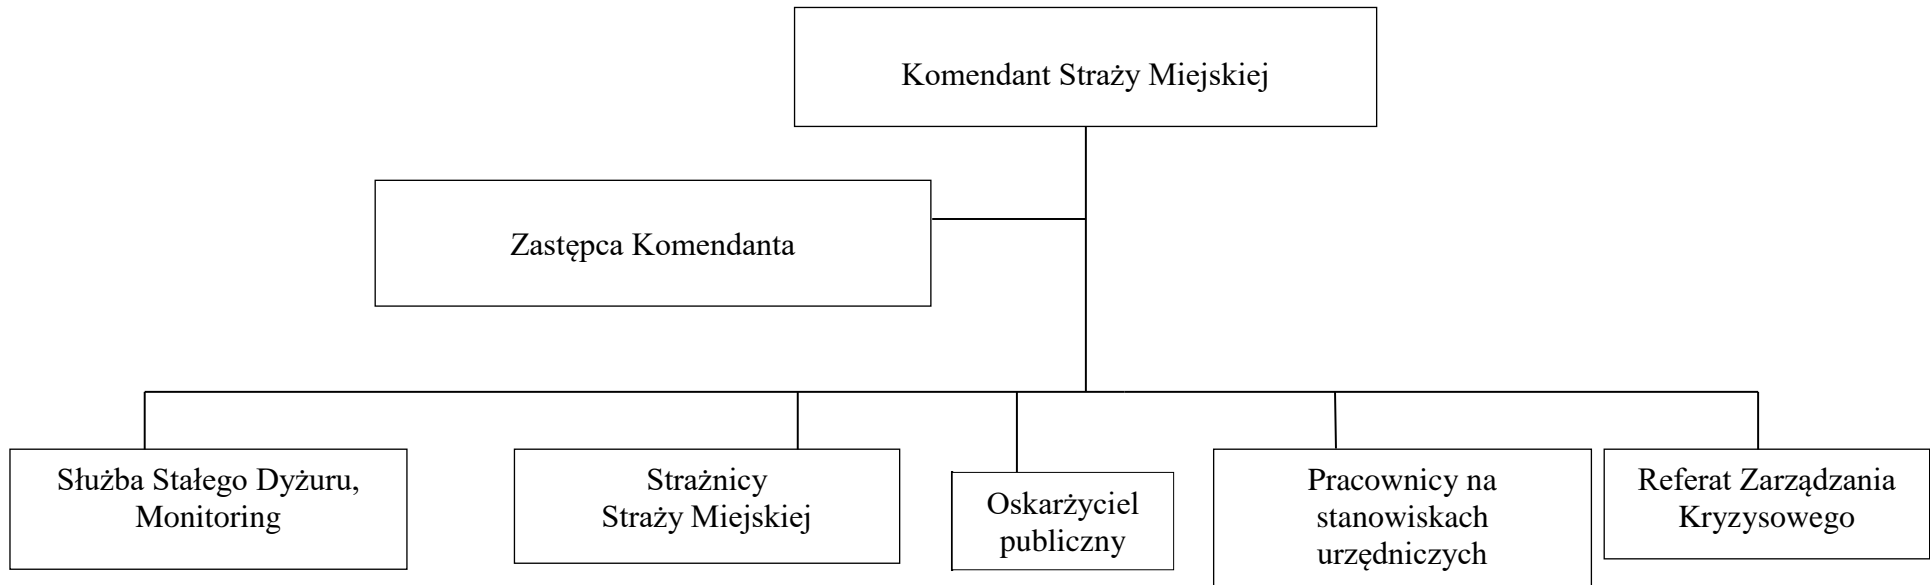 Komendant Straży Miejskiej
Zastępca Komendanta
Służba Stałego Dyżuru,
Monitoring
Strażnicy
Straży Miejskiej
Oskarżyciel
publiczny
Pracownicy na
stanowiskach
urzędniczych
Referat Zarządzania
Kryzysowego